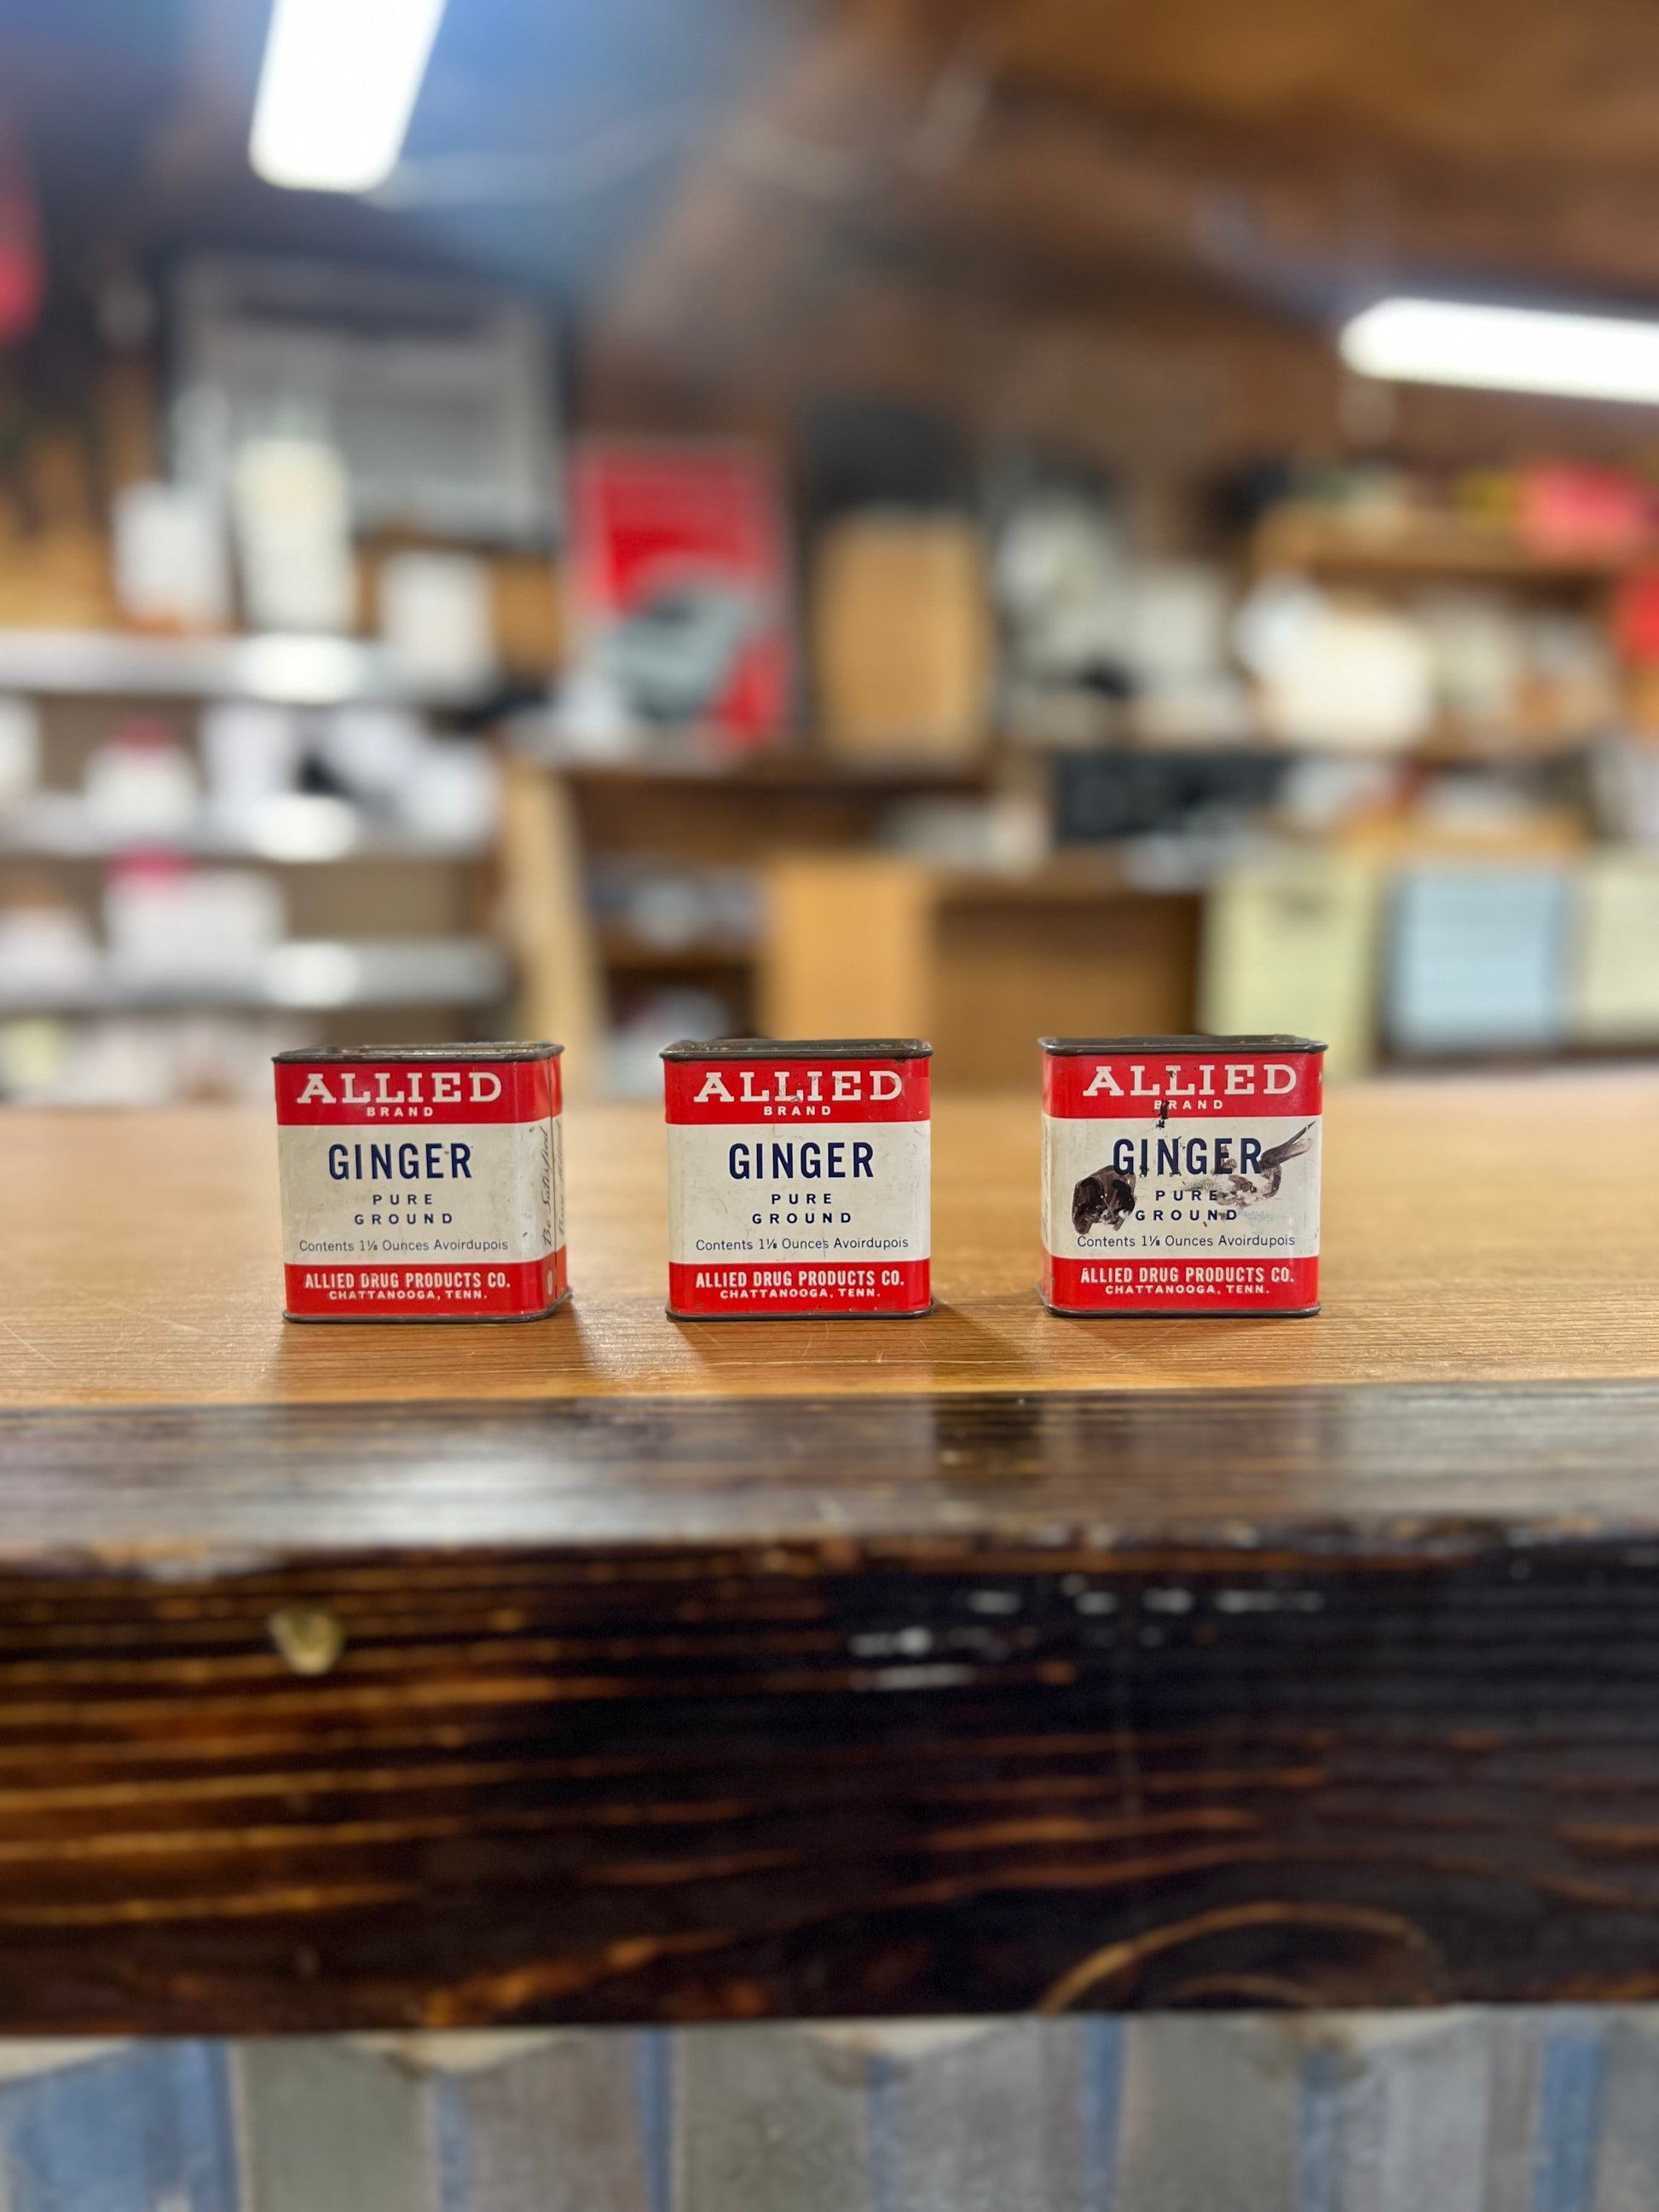 ALLIED
BRAND
GINGER
PURE
GROUND
Contents 1⅛ Ounces Avoirdupois
ALLIED DRUG PRODUCTS CO.
CHATTANOOGA, TENN.
Be Satisfied
ALLIED
BRAND
GINGER
PURE
GROUND
Contents 1⅛ Ounces Avoirdupois
ALLIED DRUG PRODUCTS CO.
CHATTANOOGA, TENN.
ALLIED
BRAND
GINGER
PURE
GROUND
Contents 1⅛ Ounces Avoirdupois
ALLIED DRUG PRODUCTS CO.
CHATTANOOGA, TENN.